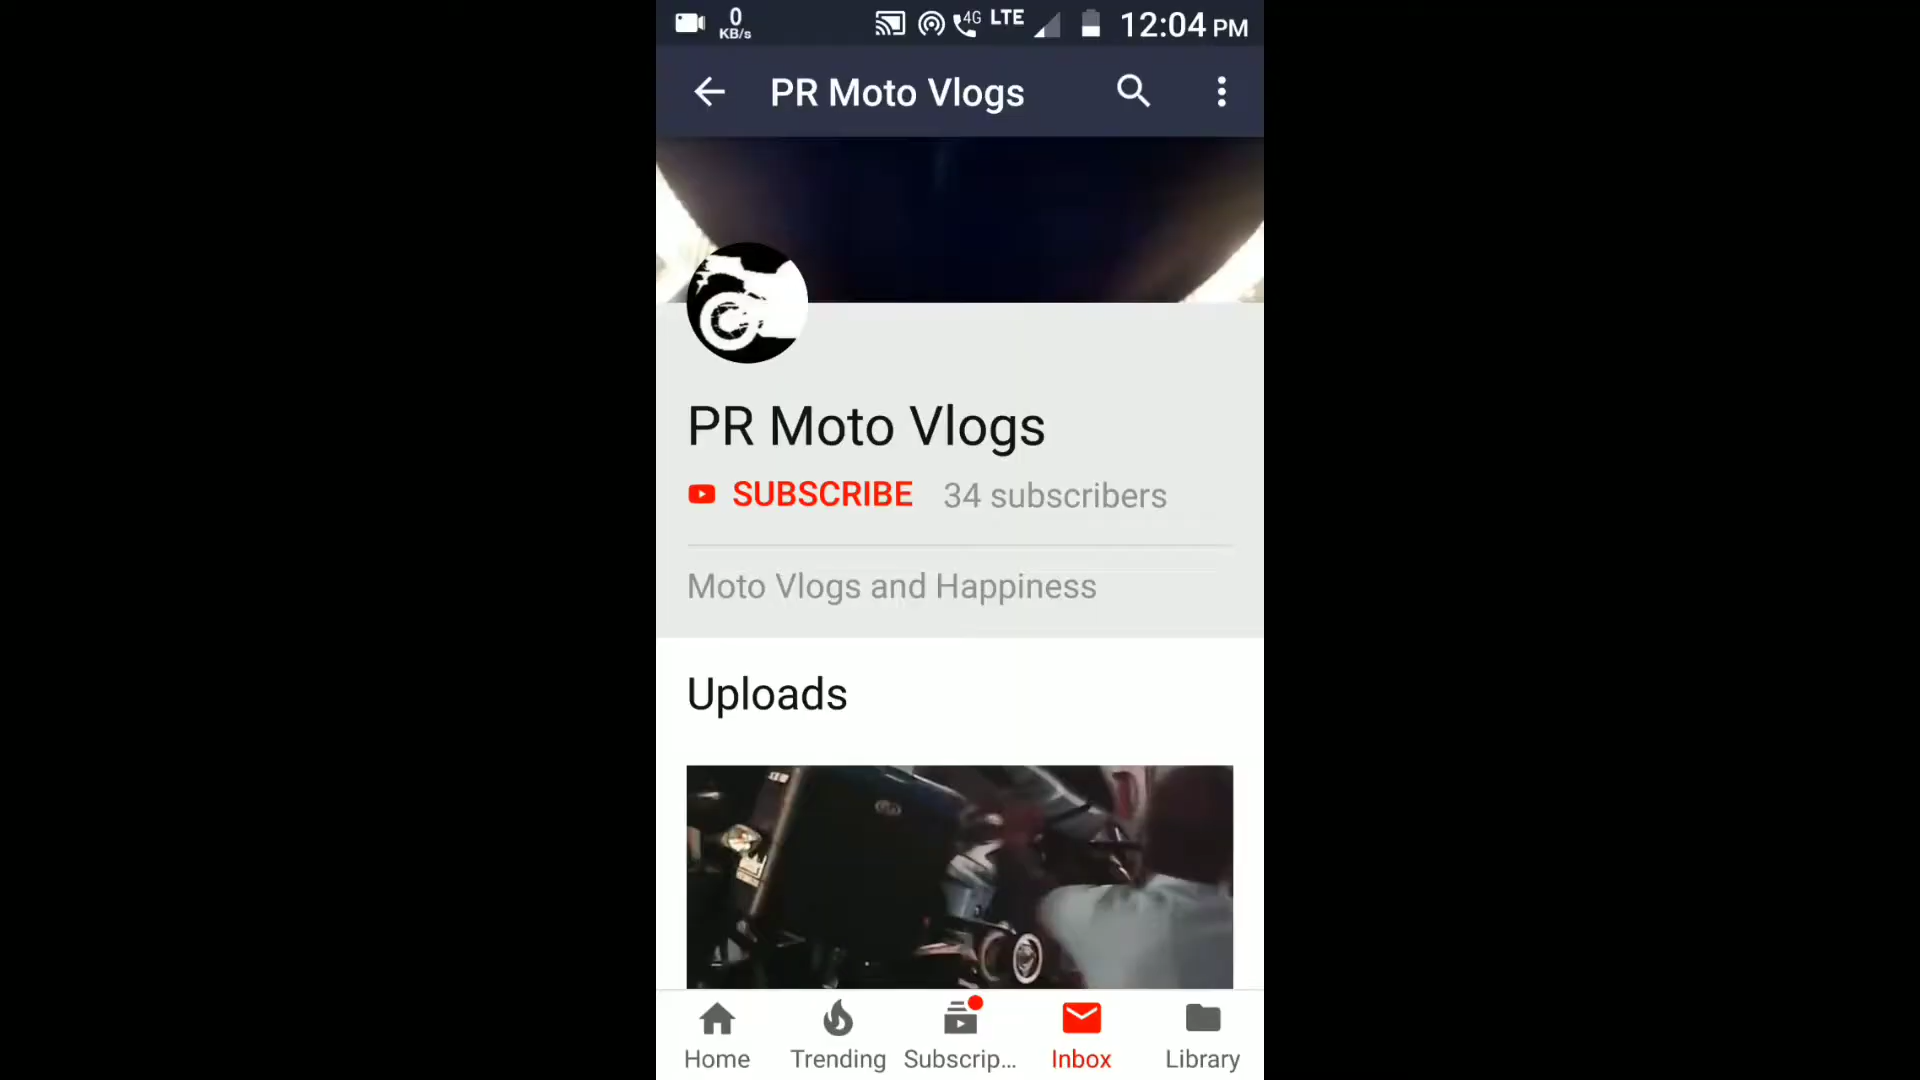 0 KB/s 4G LTE 12:04 PM
PR Moto Vlogs
PR Moto Vlogs
SUBSCRIBE 34 subscribers
Moto Vlogs and Happiness
Uploads
Home Trending Subscrip... Inbox Library